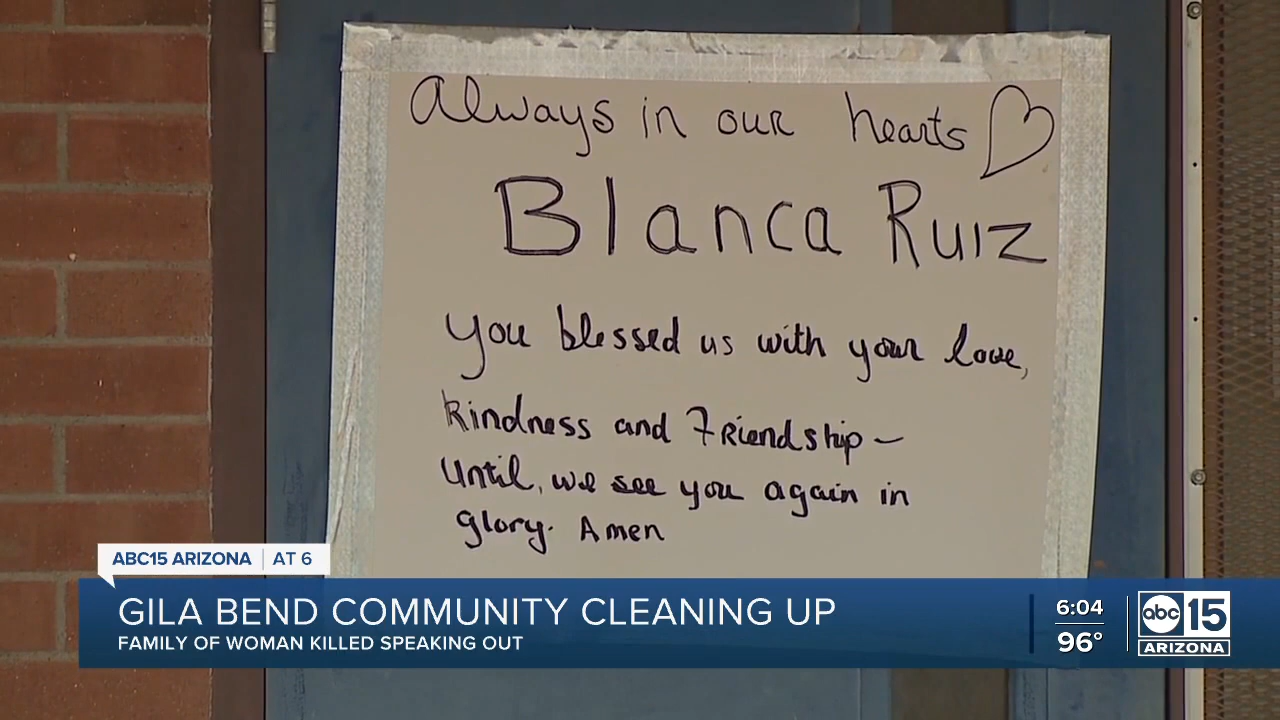 Always in our hearts
Blanca Ruiz
You blessed us with your love,
kindness and Friendship –
Until, we see you again in
glory. Amen
ABC15 ARIZONA | AT 6
GILA BEND COMMUNITY CLEANING UP
FAMILY OF WOMAN KILLED SPEAKING OUT
6:04
96°
abc 15
ARIZONA